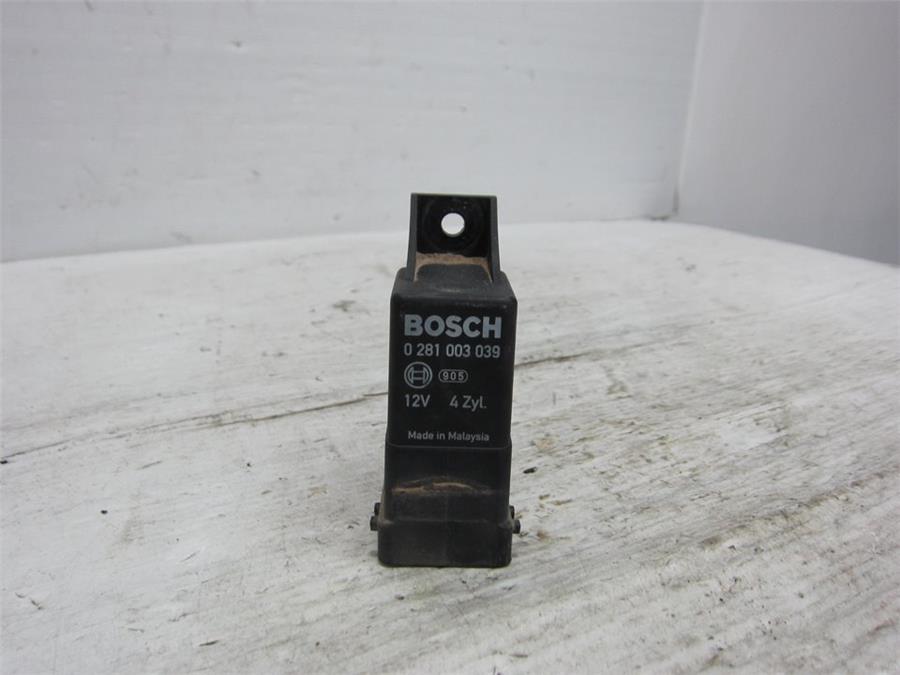 BOSCH
0 281 003 039
905
12V 4 Zyl.
Made in Malaysia